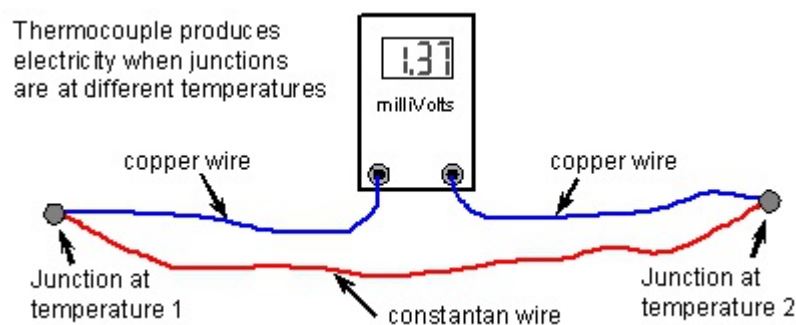 Thermocouple produces
electricity when junctions
are at different temperatures
1.37
milliVolts
copper wire
copper wire
Junction at
temperature 1
constantan wire
Junction at
temperature 2